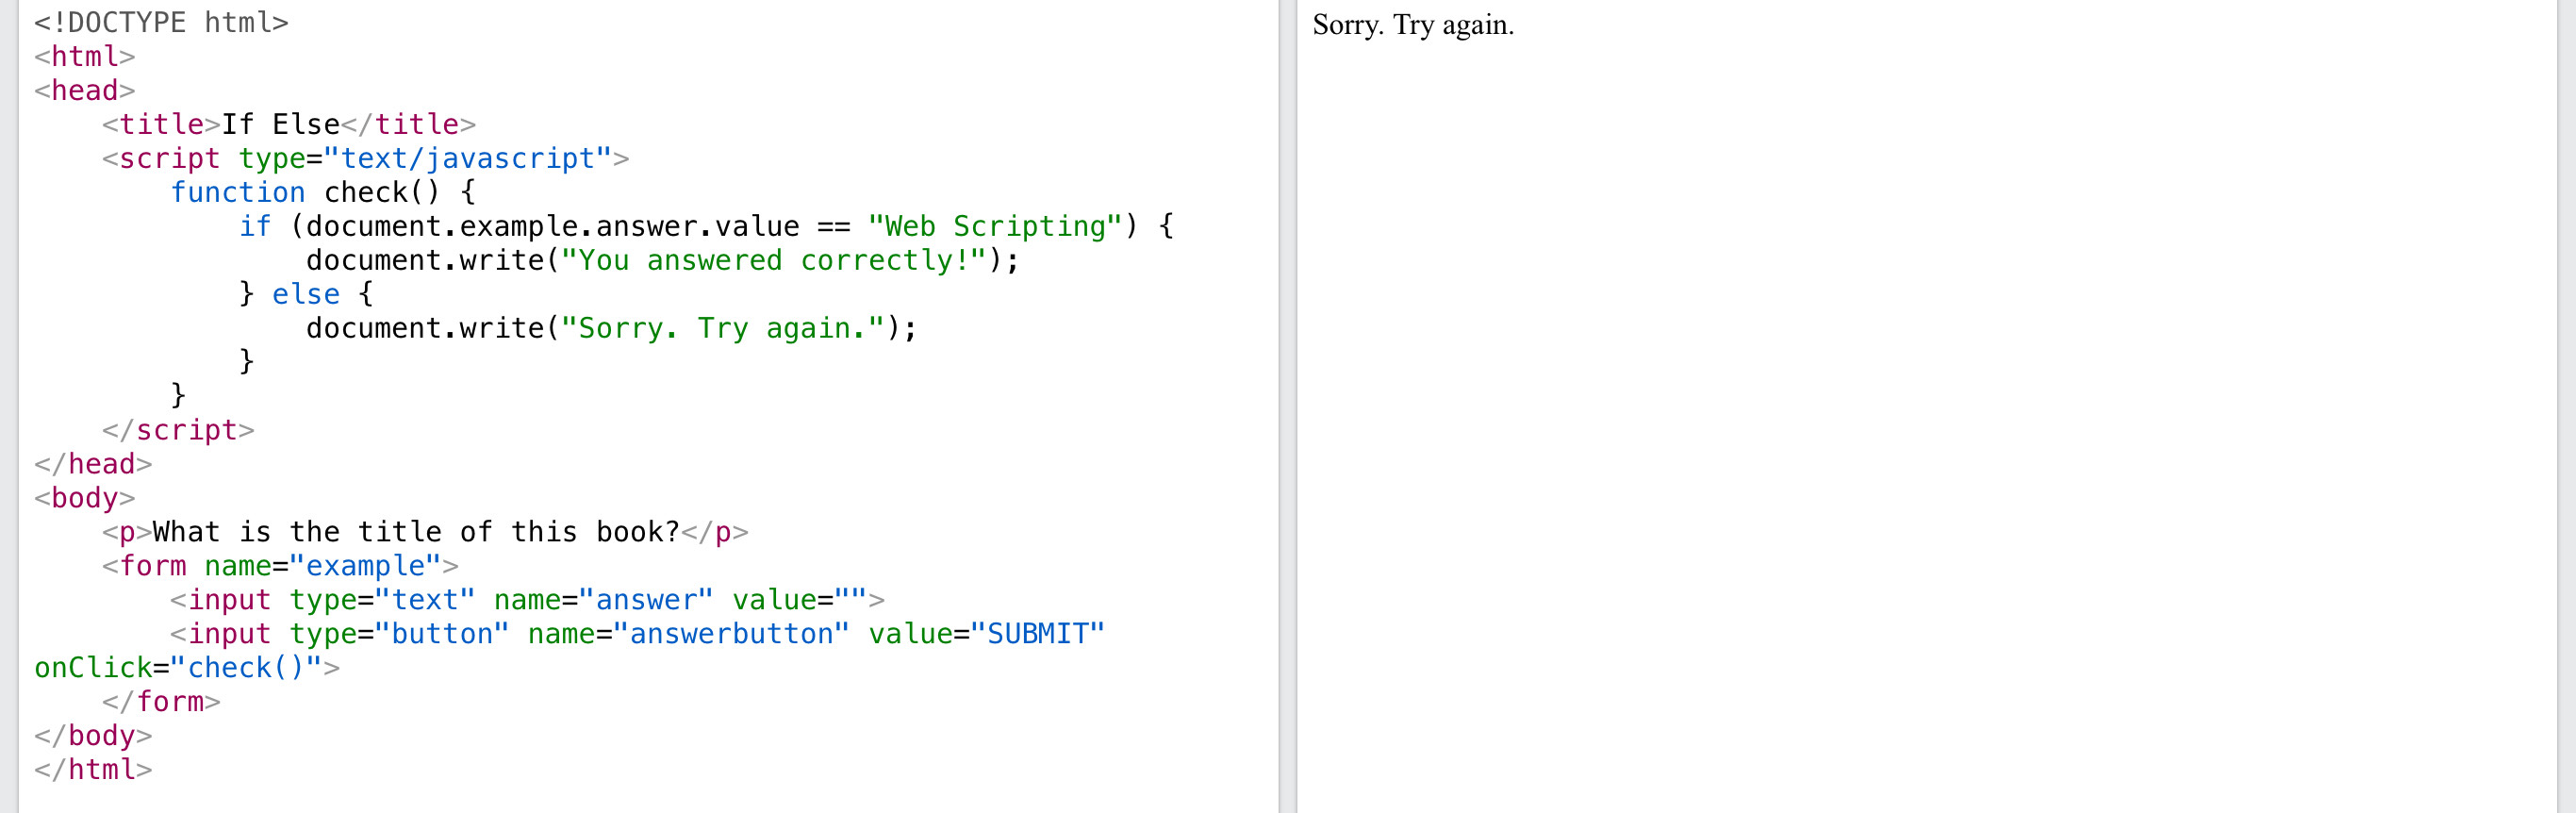 <!DOCTYPE html>
<html>
<head>
    <title>If Else</title>
    <script type="text/javascript">
        function check() {
            if (document.example.answer.value == "Web Scripting") {
                document.write("You answered correctly!");
            } else {
                document.write("Sorry. Try again.");
            }
        }
    </script>
</head>
<body>
    <p>What is the title of this book?</p>
    <form name="example">
        <input type="text" name="answer" value="">
        <input type="button" name="answerbutton" value="SUBMIT"
onClick="check()">
    </form>
</body>
</html>
Sorry. Try again.